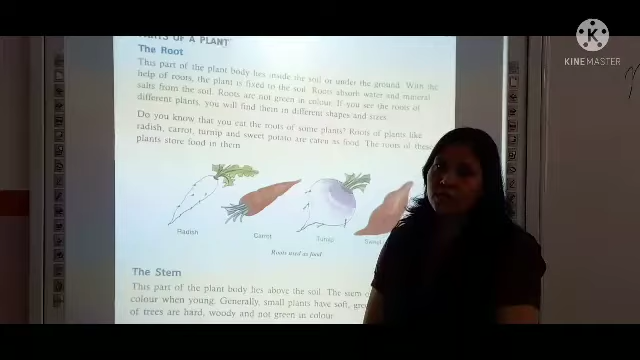 PARTS OF A PLANT
The Root
This part of the plant body lies inside the soil or under the ground. With the
help of roots, the plant is fixed to the soil. Roots absorb water and mineral
salts from the soil. Roots are not green in colour. If you see the roots of
different plants, you will find them in different shapes and sizes.
Do you know that you eat the roots of some plants? Roots of plants like
radish, carrot, turnip and sweet potato are eaten as food. The roots of these
plants store food in them
Radish
Carrot
Turnip
Sweet
Roots used as food
The Stem
This part of the plant body lies above the soil. The stem
colour when young. Generally, small plants have soft,
of trees are hard, woody and not green in colour
K
KINEMASTER